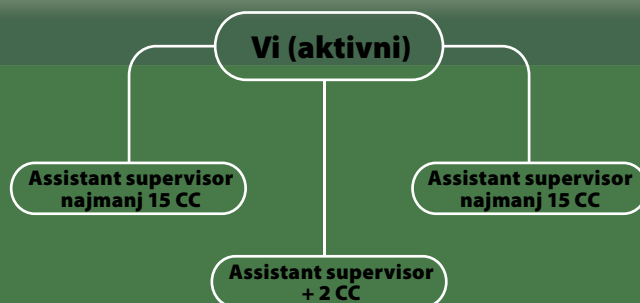 Vi (aktivni)
Assistant supervisor
najmanj 15 CC
Assistant supervisor
najmanj 15 CC
Assistant supervisor
+ 2 CC